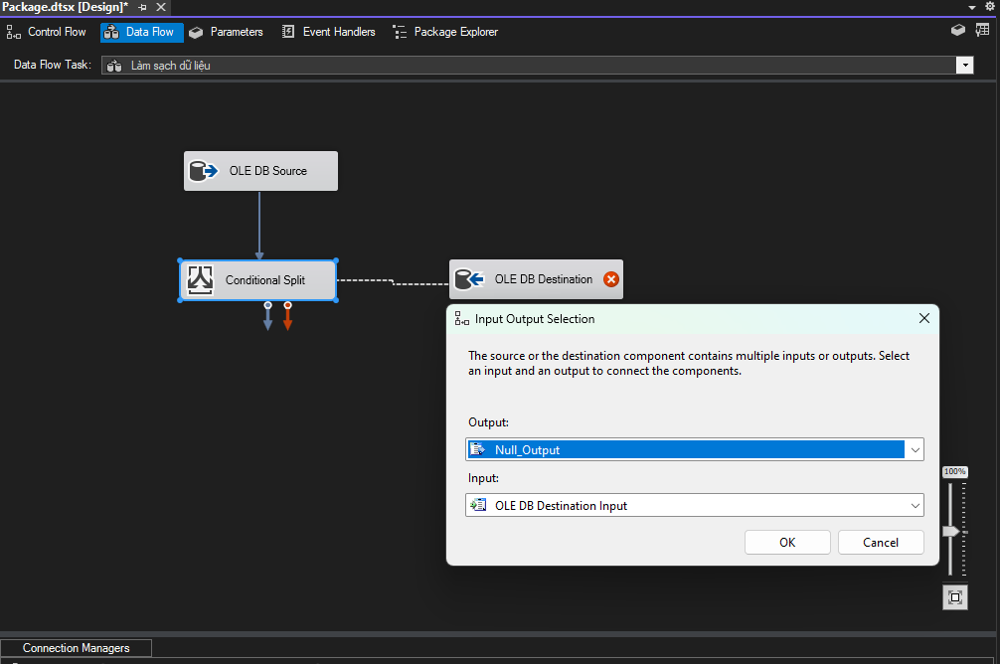 Package.dtsx [Design]*
Control Flow
Data Flow
Parameters
Event Handlers
Package Explorer
Data Flow Task:
Làm sạch dữ liệu
OLE DB Source
Conditional Split
OLE DB Destination
Input Output Selection
The source or the destination component contains multiple inputs or outputs. Select
an input and an output to connect the components.
Output:
Null_Output
Input:
OLE DB Destination Input
OK
Cancel
100%
Connection Managers